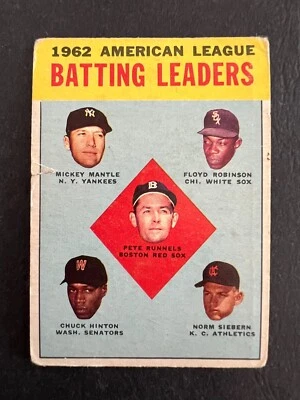 1962 AMERICAN LEAGUE
BATTING LEADERS
MICKEY MANTLE
N. Y. YANKEES
FLOYD ROBINSON
CHI. WHITE SOX
PETE RUNNELS
BOSTON RED SOX
CHUCK HINTON
WASH. SENATORS
NORM SIEBERN
K. C. ATHLETICS